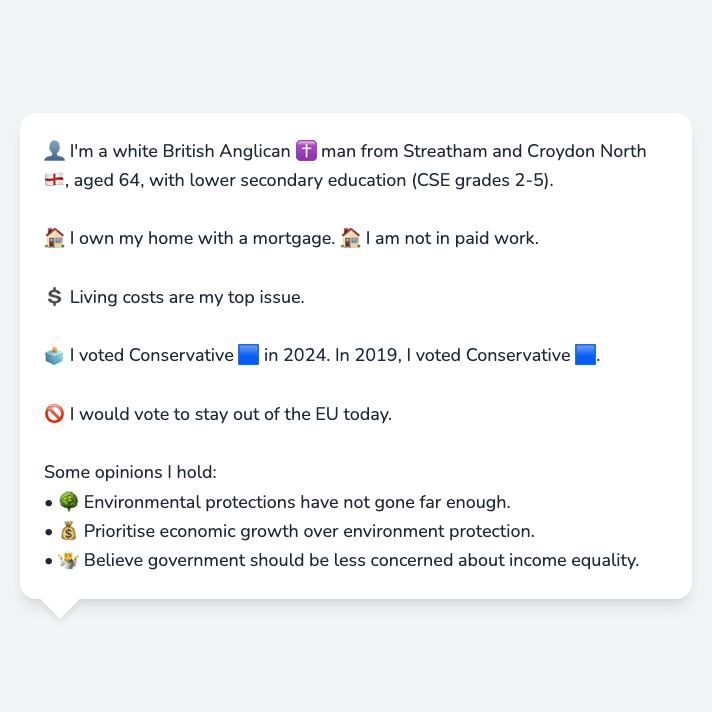 👤 I'm a white British Anglican ✝️ man from Streatham and Croydon North
🏴󠁧󠁢󠁥󠁮󠁧󠁿, aged 64, with lower secondary education (CSE grades 2-5).
🏠 I own my home with a mortgage. 🏠 I am not in paid work.
💲 Living costs are my top issue.
🗳️ I voted Conservative 🟦 in 2024. In 2019, I voted Conservative 🟦.
🚫 I would vote to stay out of the EU today.
Some opinions I hold:
• 🌳 Environmental protections have not gone far enough.
• 💰 Prioritise economic growth over environment protection.
• 🤷 Believe government should be less concerned about income equality.